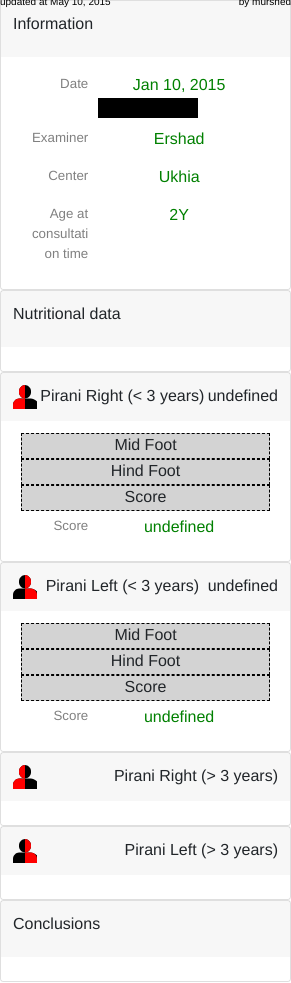 updated at May 10, 2015 by murshed
Information
Date Jan 10, 2015
Examiner Ershad
Center Ukhia
Age at consultati on time 2Y
Nutritional data
Pirani Right (< 3 years) undefined
Mid Foot
Hind Foot
Score
Score undefined
Pirani Left (< 3 years) undefined
Mid Foot
Hind Foot
Score
Score undefined
Pirani Right (> 3 years)
Pirani Left (> 3 years)
Conclusions